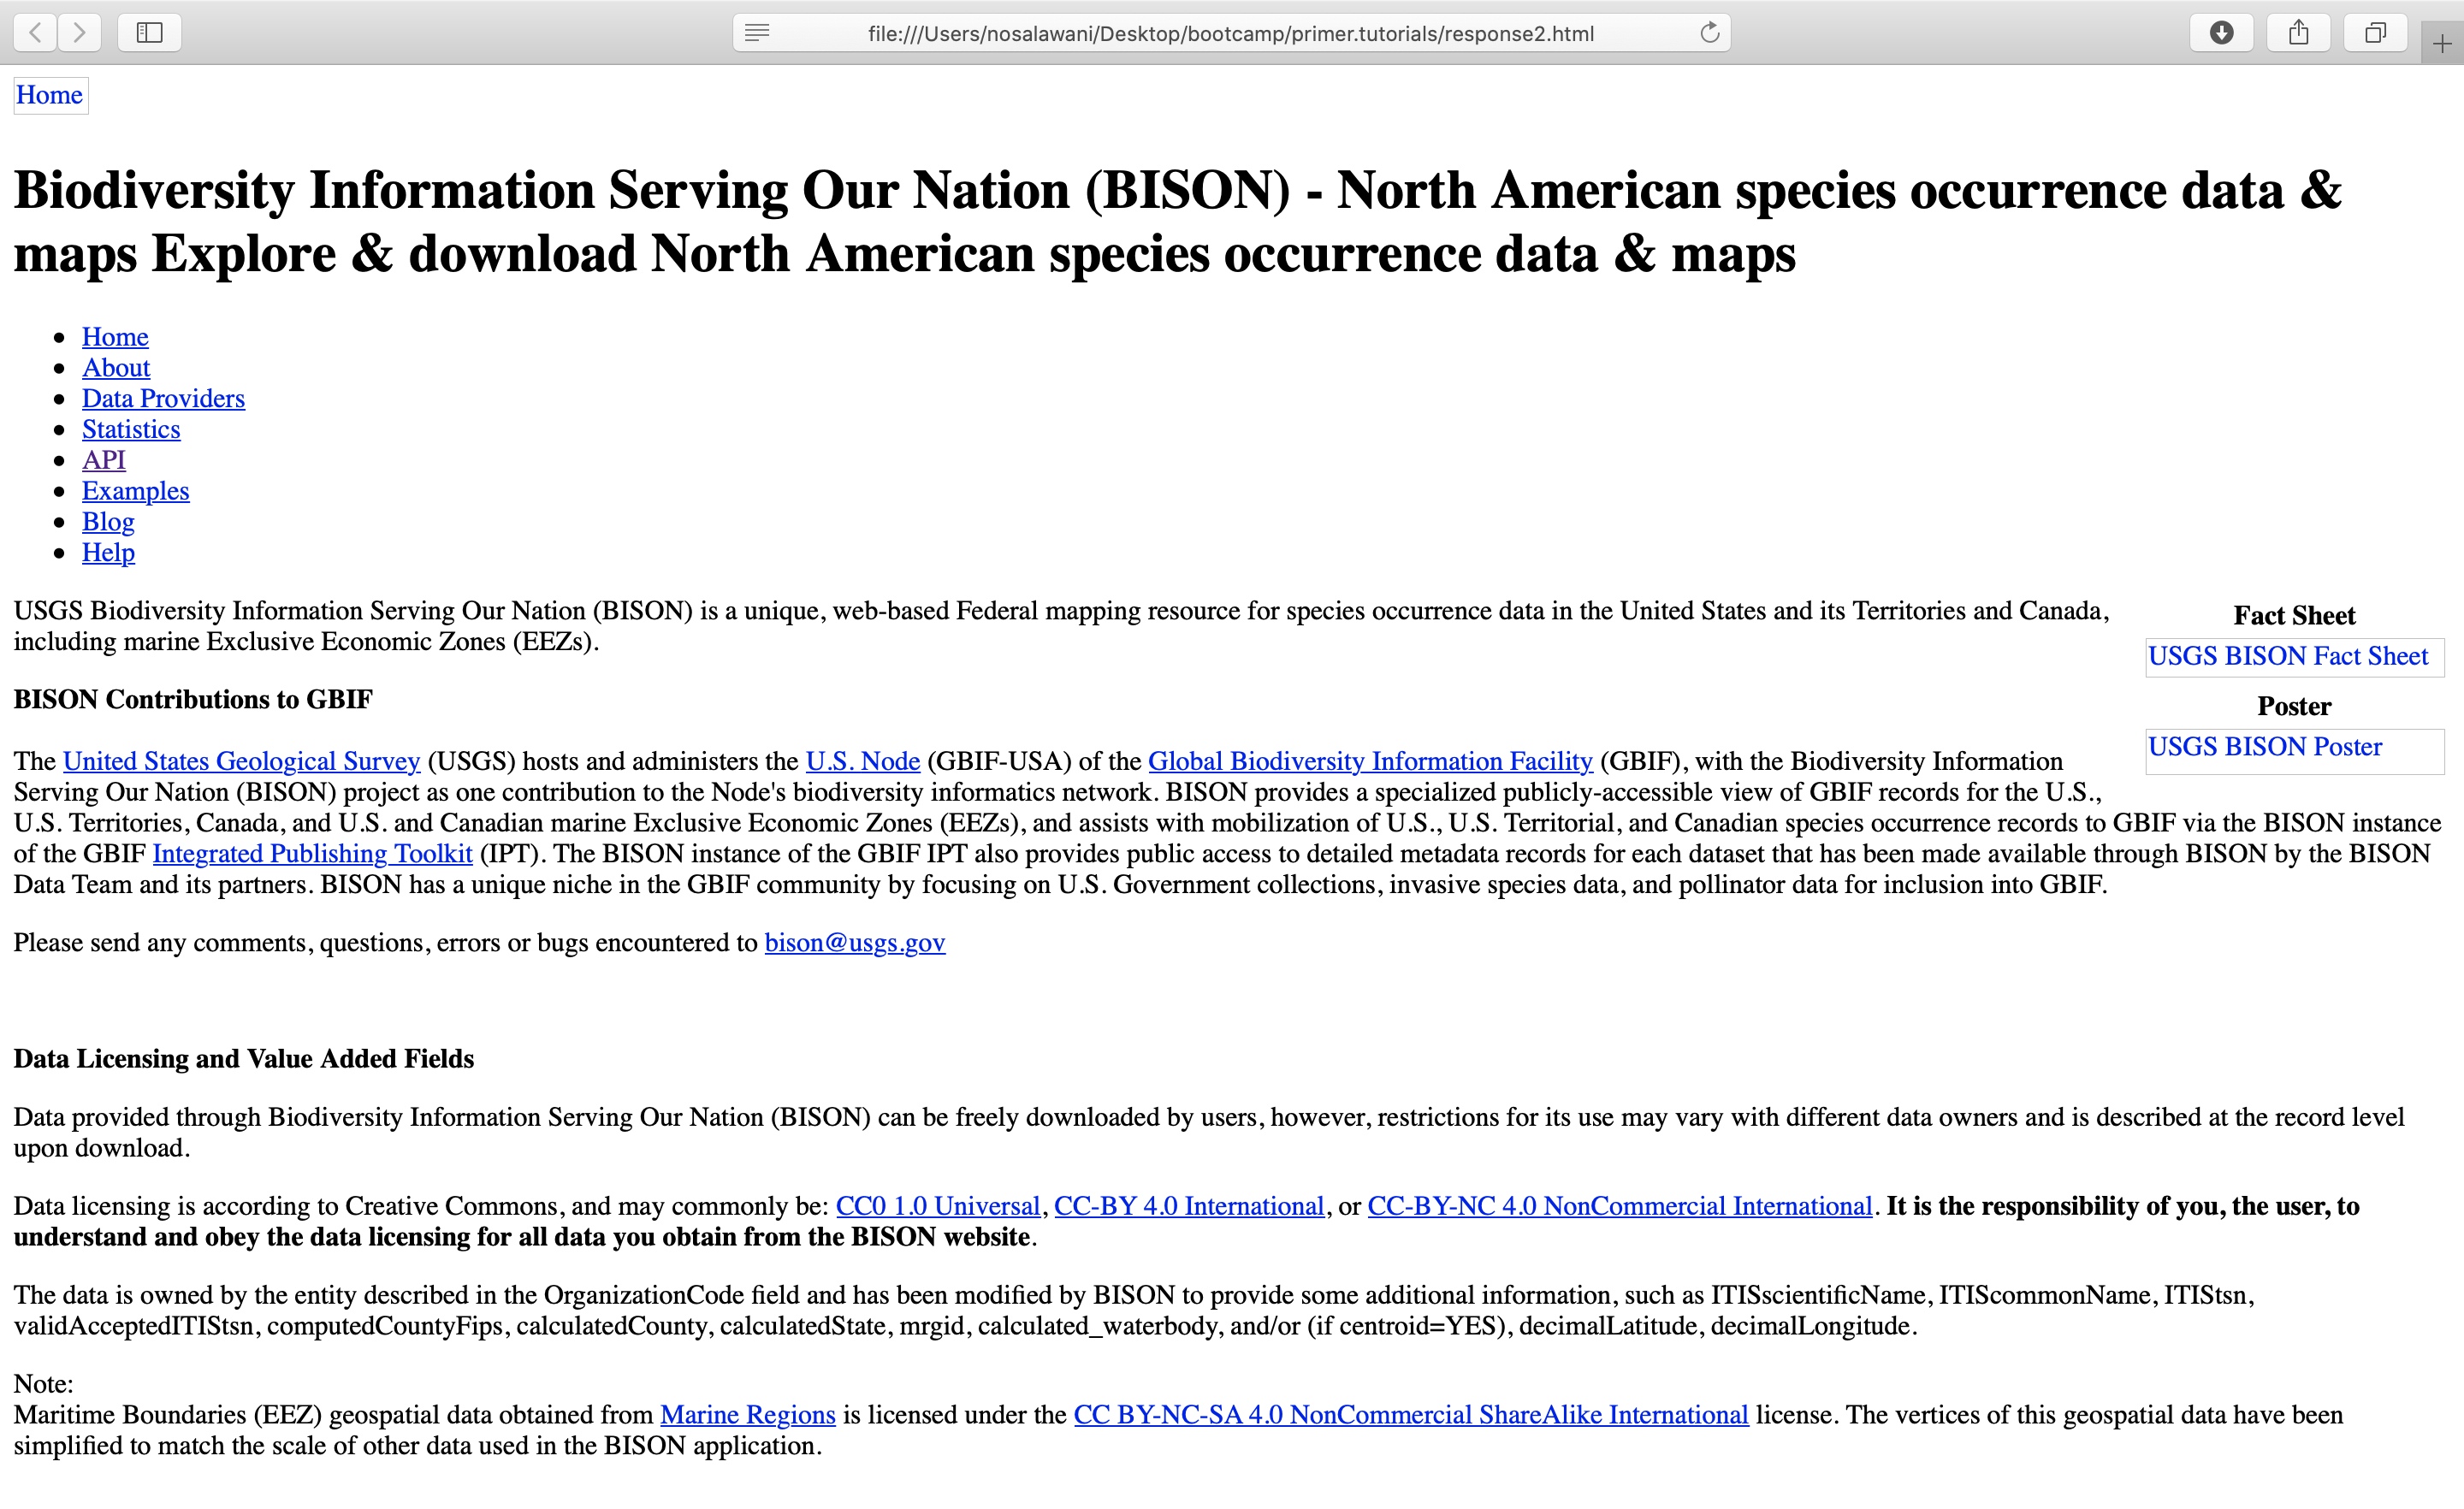 file:///Users/nosalawani/Desktop/bootcamp/primer.tutorials/response2.html
Home
Biodiversity Information Serving Our Nation (BISON) - North American species occurrence data &
maps Explore & download North American species occurrence data & maps
Home
About
Data Providers
Statistics
API
Examples
Blog
Help
USGS Biodiversity Information Serving Our Nation (BISON) is a unique, web-based Federal mapping resource for species occurrence data in the United States and its Territories and Canada,
including marine Exclusive Economic Zones (EEZs).
Fact Sheet
USGS BISON Fact Sheet
Poster
USGS BISON Poster
BISON Contributions to GBIF
The United States Geological Survey (USGS) hosts and administers the U.S. Node (GBIF-USA) of the Global Biodiversity Information Facility (GBIF), with the Biodiversity Information
Serving Our Nation (BISON) project as one contribution to the Node's biodiversity informatics network. BISON provides a specialized publicly-accessible view of GBIF records for the U.S.,
U.S. Territories, Canada, and U.S. and Canadian marine Exclusive Economic Zones (EEZs), and assists with mobilization of U.S., U.S. Territorial, and Canadian species occurrence records to GBIF via the BISON instance
of the GBIF Integrated Publishing Toolkit (IPT). The BISON instance of the GBIF IPT also provides public access to detailed metadata records for each dataset that has been made available through BISON by the BISON
Data Team and its partners. BISON has a unique niche in the GBIF community by focusing on U.S. Government collections, invasive species data, and pollinator data for inclusion into GBIF.
Please send any comments, questions, errors or bugs encountered to bison@usgs.gov
Data Licensing and Value Added Fields
Data provided through Biodiversity Information Serving Our Nation (BISON) can be freely downloaded by users, however, restrictions for its use may vary with different data owners and is described at the record level
upon download.
Data licensing is according to Creative Commons, and may commonly be: CC0 1.0 Universal, CC-BY 4.0 International, or CC-BY-NC 4.0 NonCommercial International. It is the responsibility of you, the user, to
understand and obey the data licensing for all data you obtain from the BISON website.
The data is owned by the entity described in the OrganizationCode field and has been modified by BISON to provide some additional information, such as ITISscientificName, ITIScommonName, ITIStsn,
validAcceptedITIStsn, computedCountyFips, calculatedCounty, calculatedState, mrgid, calculated_waterbody, and/or (if centroid=YES), decimalLatitude, decimalLongitude.
Note:
Maritime Boundaries (EEZ) geospatial data obtained from Marine Regions is licensed under the CC BY-NC-SA 4.0 NonCommercial ShareAlike International license. The vertices of this geospatial data have been
simplified to match the scale of other data used in the BISON application.